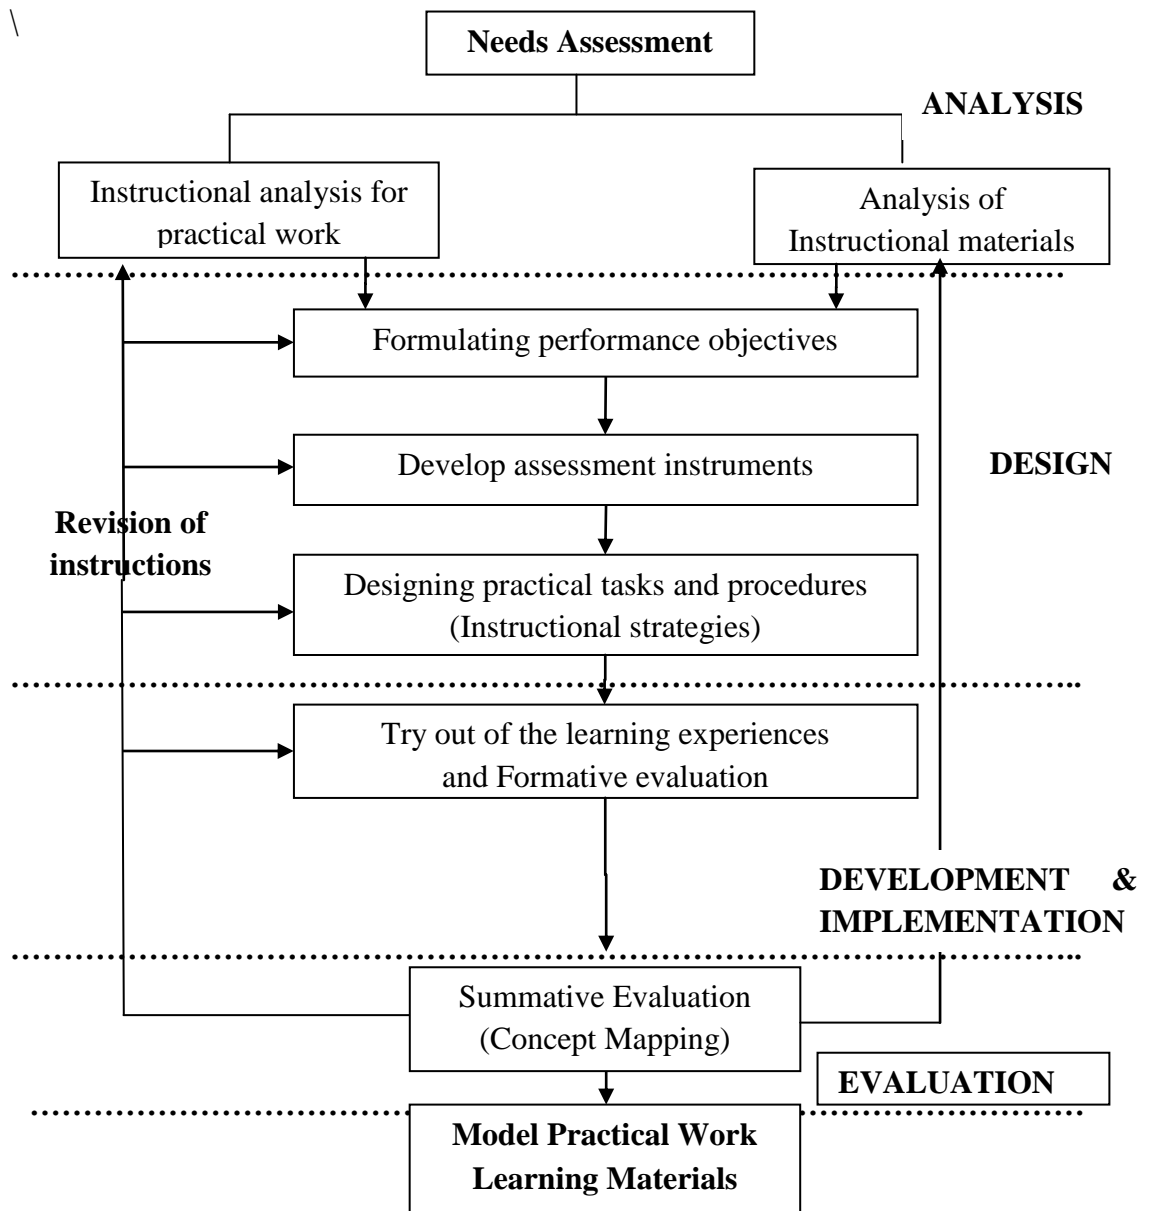 \
Needs Assessment
ANALYSIS
Instructional analysis for
practical work
Analysis of
Instructional materials
Formulating performance objectives
Develop assessment instruments
DESIGN
Revision of
instructions
Designing practical tasks and procedures
(Instructional strategies)
Try out of the learning experiences
and Formative evaluation
DEVELOPMENT &
IMPLEMENTATION
Summative Evaluation
(Concept Mapping)
EVALUATION
Model Practical Work
Learning Materials